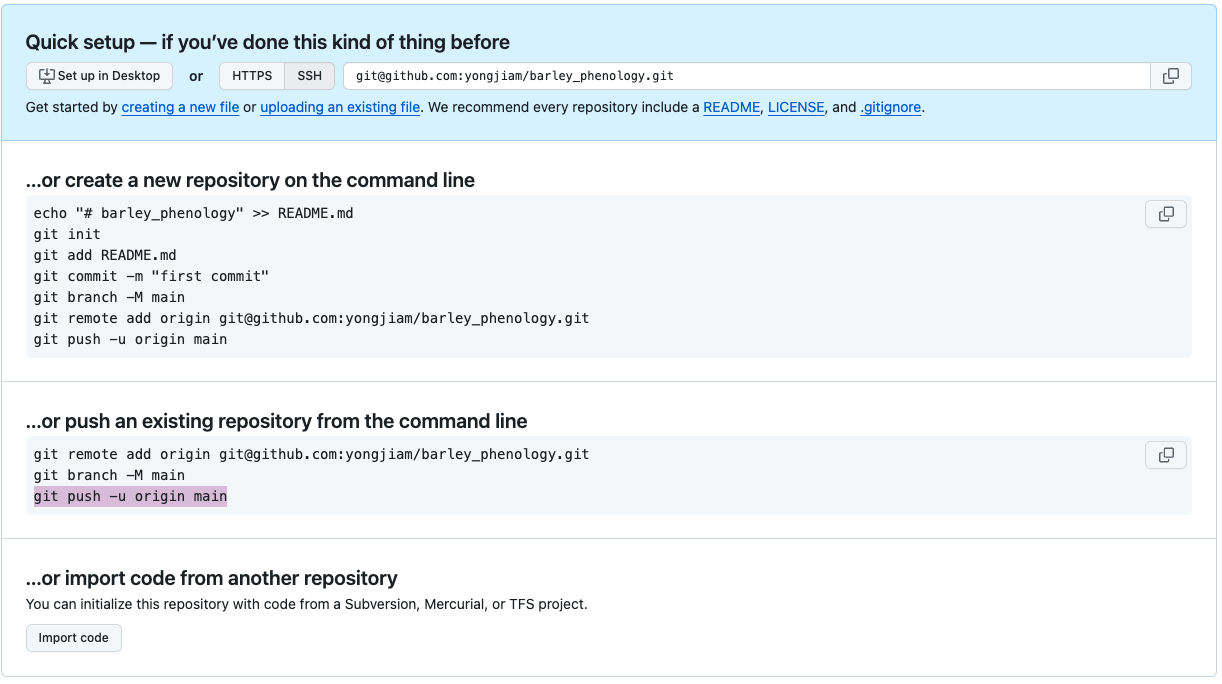 Quick setup — if you’ve done this kind of thing before
Set up in Desktop or HTTPS SSH git@github.com:yongjiam/barley_phenology.git
Get started by creating a new file or uploading an existing file. We recommend every repository include a README, LICENSE, and .gitignore.
…or create a new repository on the command line
echo "# barley_phenology" >> README.md
git init
git add README.md
git commit -m "first commit"
git branch -M main
git remote add origin git@github.com:yongjiam/barley_phenology.git
git push -u origin main
…or push an existing repository from the command line
git remote add origin git@github.com:yongjiam/barley_phenology.git
git branch -M main
git push -u origin main
…or import code from another repository
You can initialize this repository with code from a Subversion, Mercurial, or TFS project.
Import code